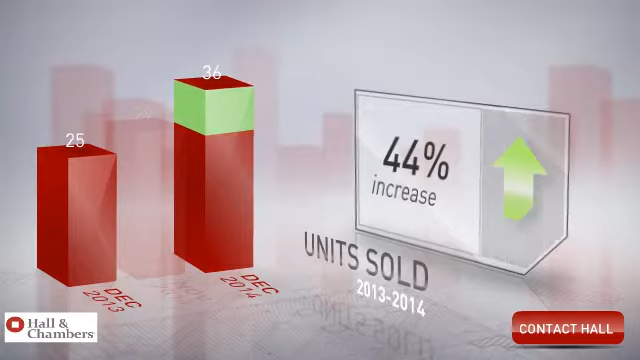 36
25
44%
increase
UNITS SOLD
2013-2014
DEC
2013
DEC
2014
Hall &
Chambers
CONTACT HALL